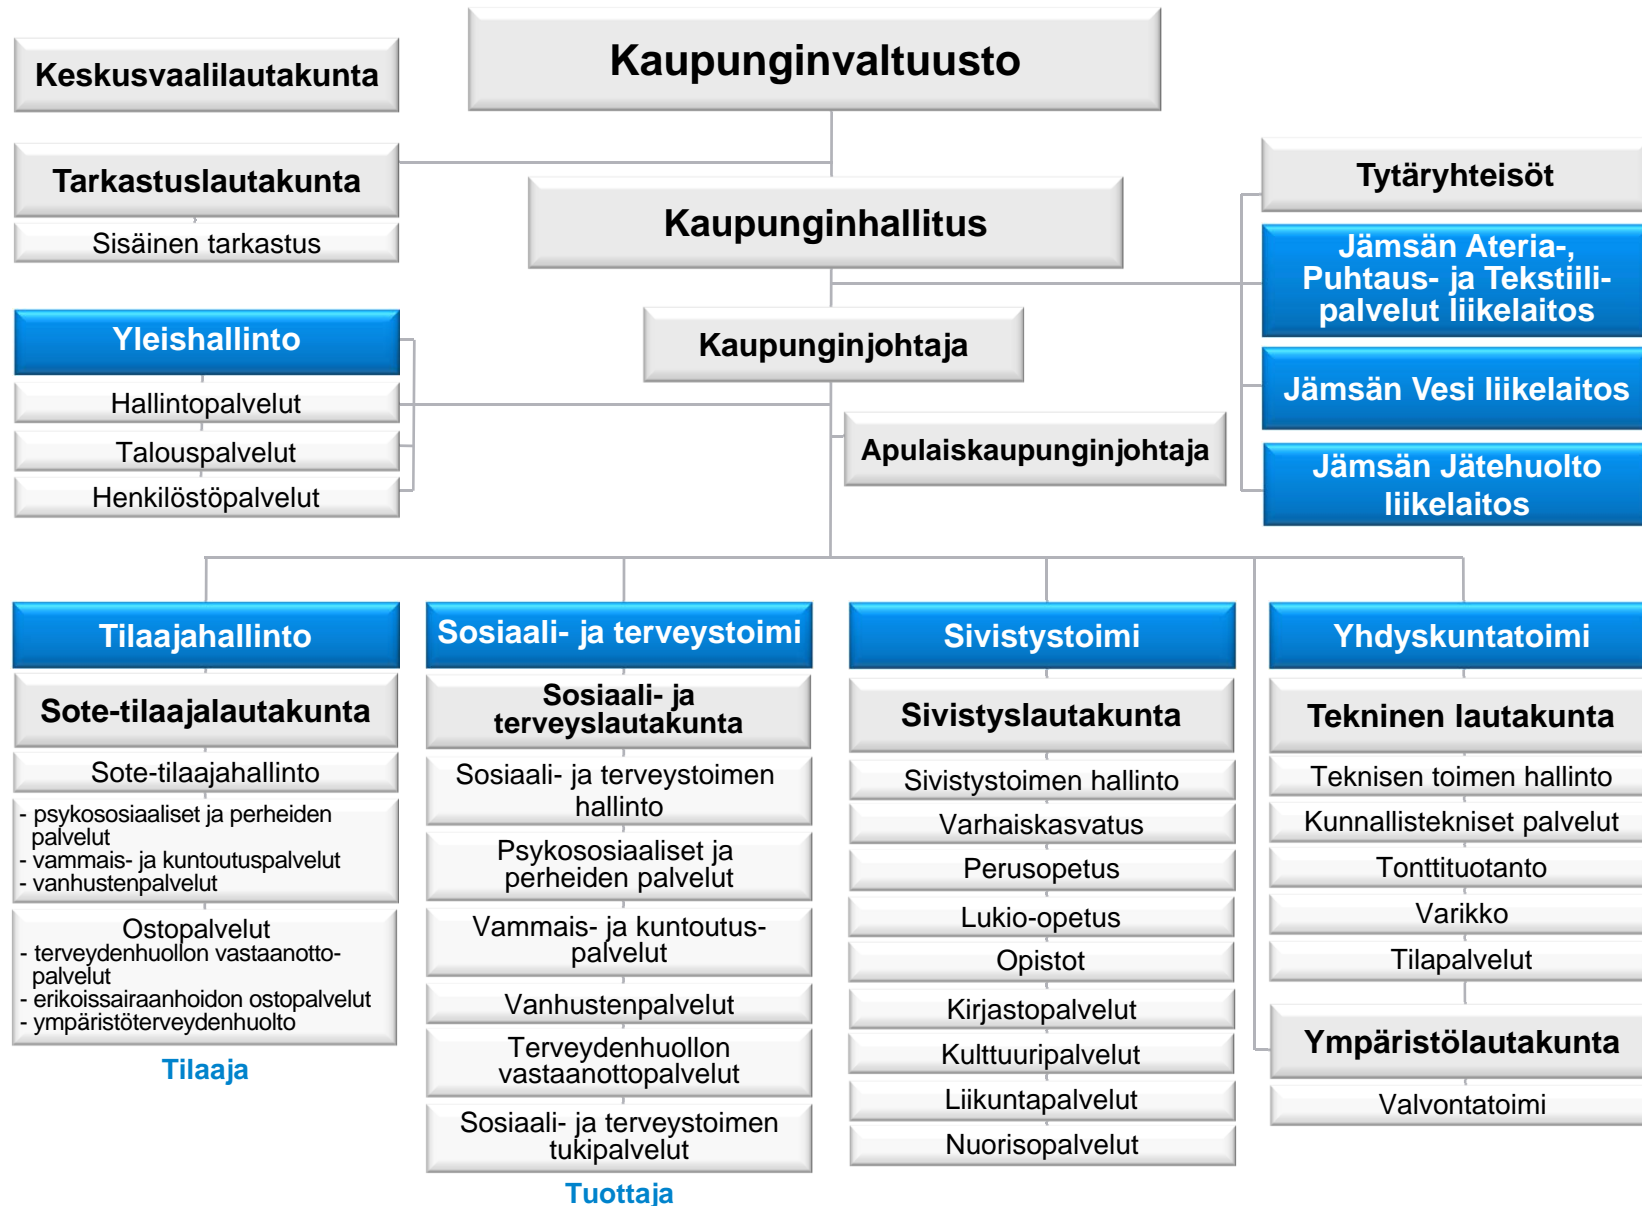 Kaupunginvaltuusto
Keskusvaalilautakunta
Tarkastuslautakunta
Sisäinen tarkastus
Kaupunginhallitus
Tytäryhteisöt
Jämsän Ateria-,
Puhtaus- ja Tekstiili-
palvelut liikelaitos
Jämsän Vesi liikelaitos
Jämsän Jätehuolto
liikelaitos
Yleishallinto
Hallintopalvelut
Talouspalvelut
Henkilöstöpalvelut
Kaupunginjohtaja
Apulaiskaupunginjohtaja
Tilaajahallinto
Sote-tilaajalautakunta
Sote-tilaajahallinto
- psykososiaaliset ja perheiden
palvelut
- vammais- ja kuntoutuspalvelut
- vanhustenpalvelut
Ostopalvelut
- terveydenhuollon vastaanotto-
palvelut
- erikoissairaanhoidon ostopalvelut
- ympäristöterveydenhuolto
Tilaaja
Sosiaali- ja terveystoimi
Sosiaali- ja
terveyslautakunta
Sosiaali- ja terveystoimen
hallinto
Psykososiaaliset ja
perheiden palvelut
Vammais- ja kuntoutus-
palvelut
Vanhustenpalvelut
Terveydenhuollon
vastaanottopalvelut
Sosiaali- ja terveystoimen
tukipalvelut
Tuottaja
Sivistystoimi
Sivistyslautakunta
Sivistystoimen hallinto
Varhaiskasvatus
Perusopetus
Lukio-opetus
Opistot
Kirjastopalvelut
Kulttuuripalvelut
Liikuntapalvelut
Nuorisopalvelut
Yhdyskuntatoimi
Tekninen lautakunta
Teknisen toimen hallinto
Kunnallistekniset palvelut
Tonttituotanto
Varikko
Tilapalvelut
Ympäristölautakunta
Valvontatoimi